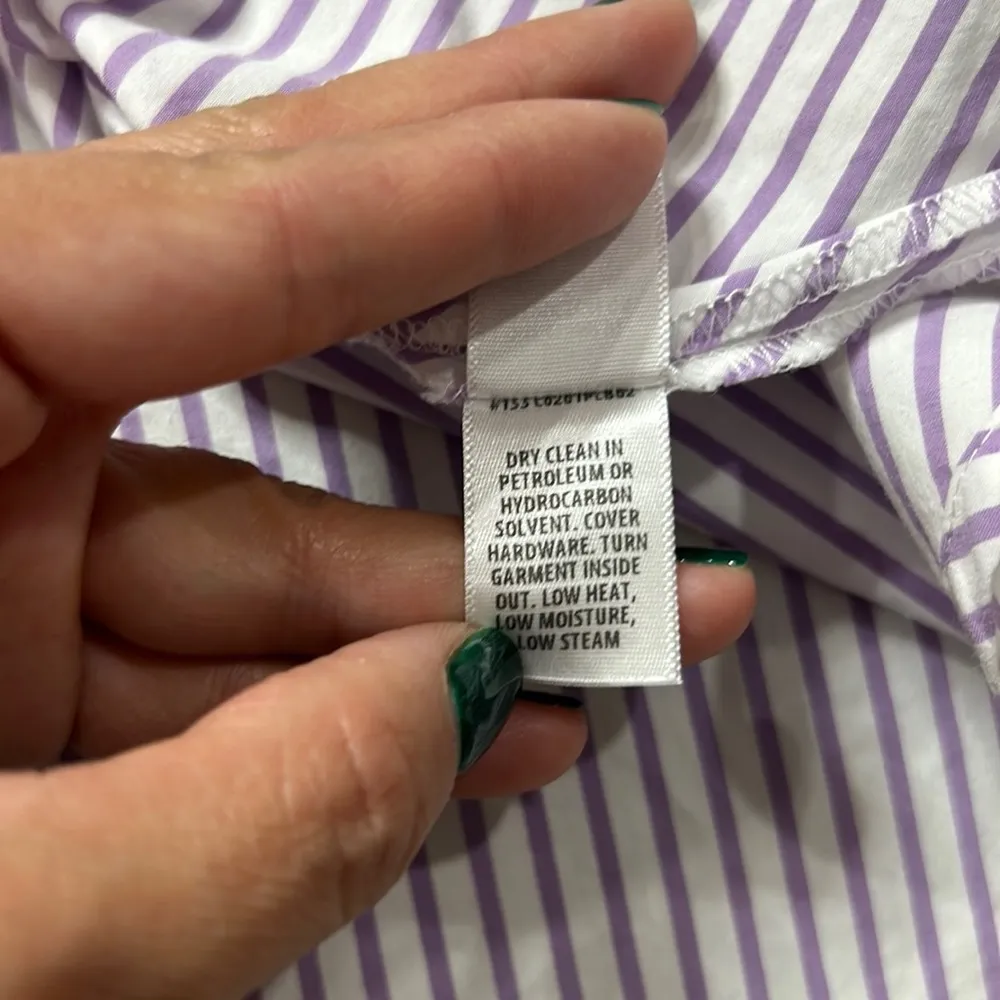 DRY CLEAN IN
PETROLEUM OR
HYDROCARBON
SOLVENT. COVER
HARDWARE. TURN
GARMENT INSIDE
OUT. LOW HEAT,
LOW MOISTURE,
LOW STEAM